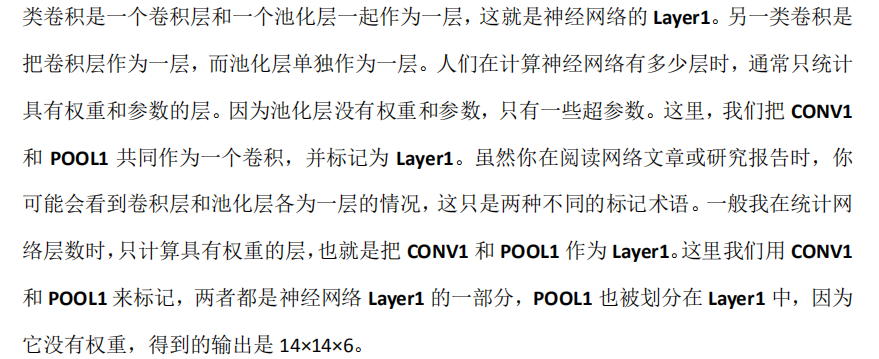 类卷积是一个卷积层和一个池化层一起作为一层，这就是神经网络的 Layer1。另一类卷积是
把卷积层作为一层，而池化层单独作为一层。人们在计算神经网络有多少层时，通常只统计
具有权重和参数的层。因为池化层没有权重和参数，只有一些超参数。这里，我们把 CONV1
和 POOL1 共同作为一个卷积，并标记为 Layer1。虽然你在阅读网络文章或研究报告时，你
可能会看到卷积层和池化层各为一层的情况，这只是两种不同的标记术语。一般我在统计网
络层数时，只计算具有权重的层，也就是把 CONV1 和 POOL1 作为 Layer1。这里我们用 CONV1
和 POOL1 来标记，两者都是神经网络 Layer1 的一部分，POOL1 也被划分在 Layer1 中，因为
它没有权重，得到的输出是 14×14×6。